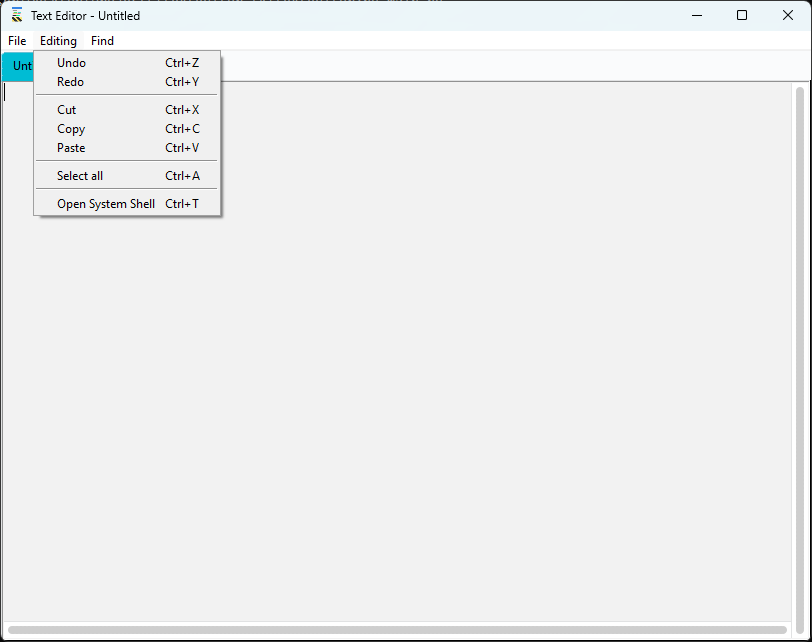 Text Editor - Untitled
File Editing Find
Unt
Undo Ctrl+Z
Redo Ctrl+Y
Cut Ctrl+X
Copy Ctrl+C
Paste Ctrl+V
Select all Ctrl+A
Open System Shell Ctrl+T